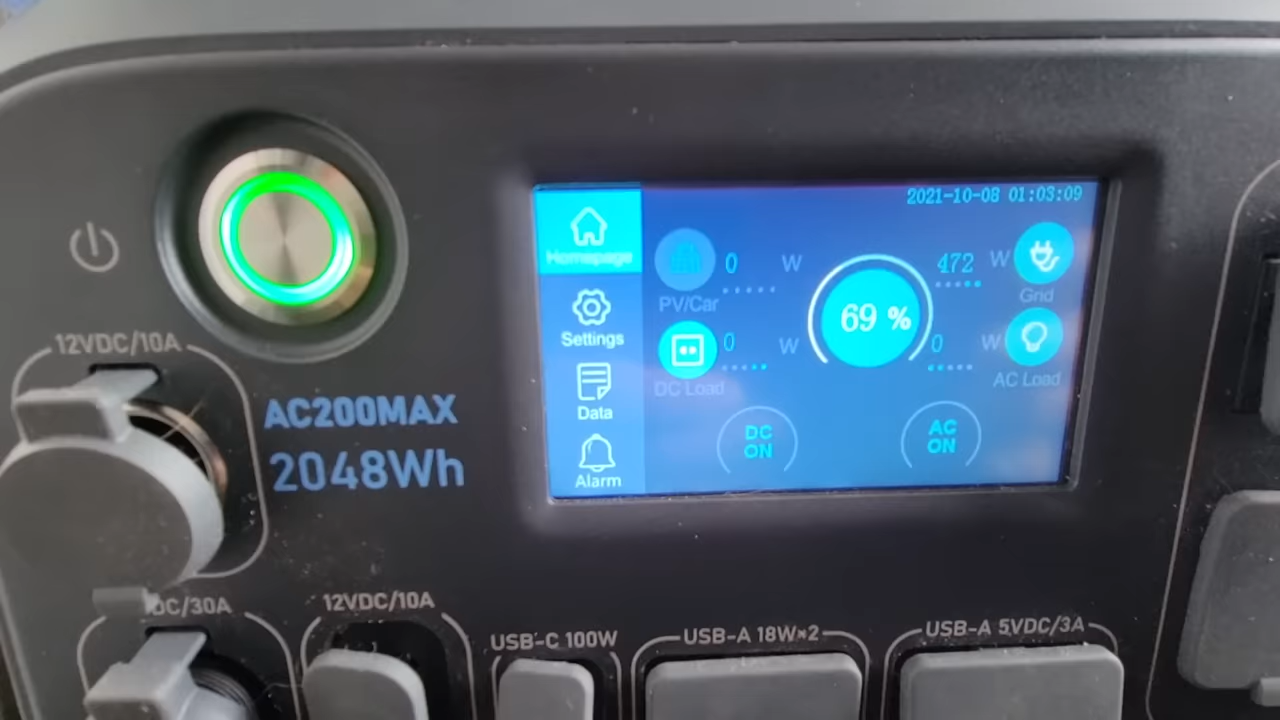 12VDC/10A
AC200MAX
2048Wh
2021-10-08 01:03:09
Homepage
Settings
Data
Alarm
0 W
PV/Car
0 W
DC Load
69 %
472 W
Grid
0 W
AC Load
DC
ON
AC
ON
DC/30A
12VDC/10A
USB-C 100W
USB-A 18W×2
USB-A 5VDC/3A